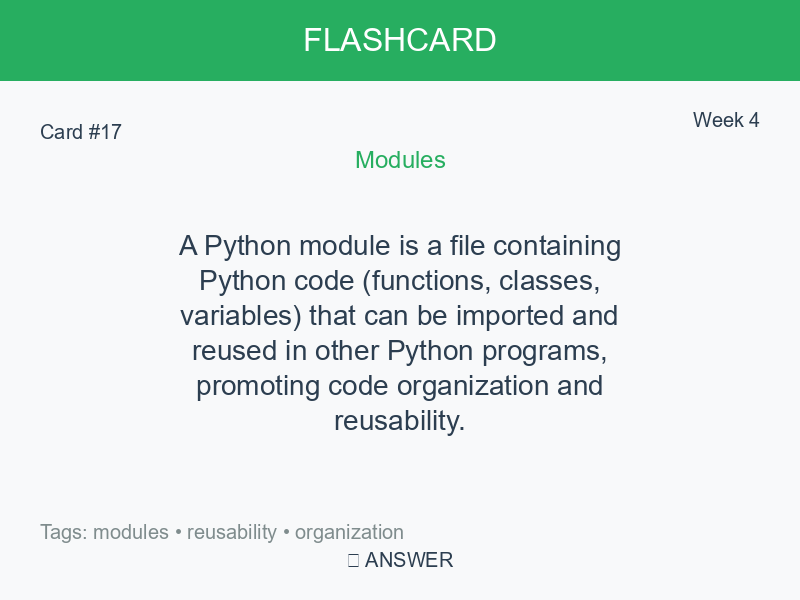 FLASHCARD
Card #17
Week 4
Modules
A Python module is a file containing
Python code (functions, classes,
variables) that can be imported and
reused in other Python programs,
promoting code organization and
reusability.
Tags: modules • reusability • organization
ANSWER